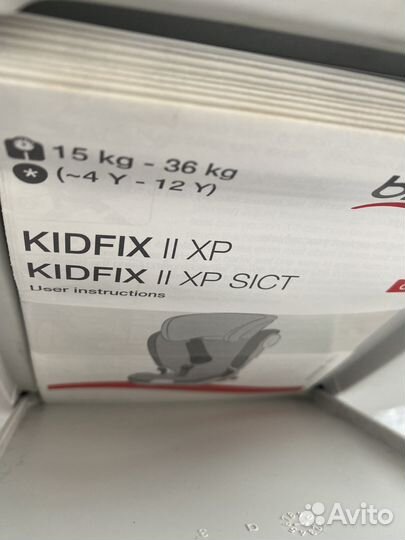 15 kg - 36 kg
(~4 Y - 12 Y)
KIDFIX II XP
KIDFIX II XP SICT
User instructions
Avito